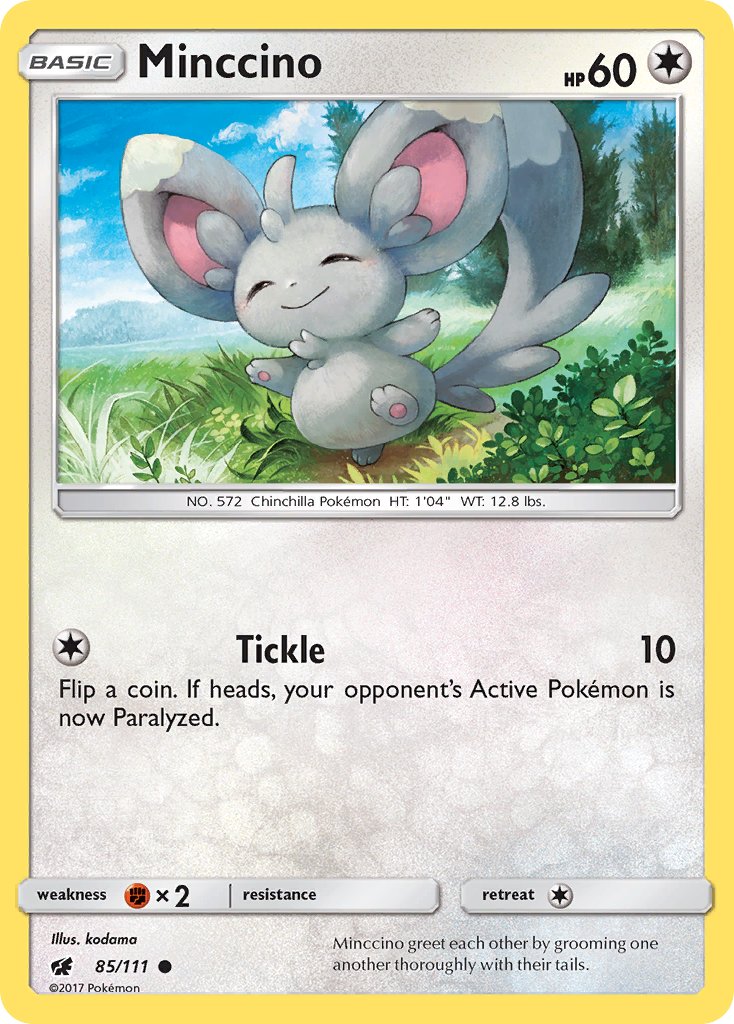 BASIC Minccino HP60
NO. 572 Chinchilla Pokémon HT: 1'04" WT: 12.8 lbs.
Tickle 10
Flip a coin. If heads, your opponent's Active Pokémon is
now Paralyzed.
weakness ×2 resistance retreat
Illus. kodama
85/111
©2017 Pokémon
Minccino greet each other by grooming one
another thoroughly with their tails.